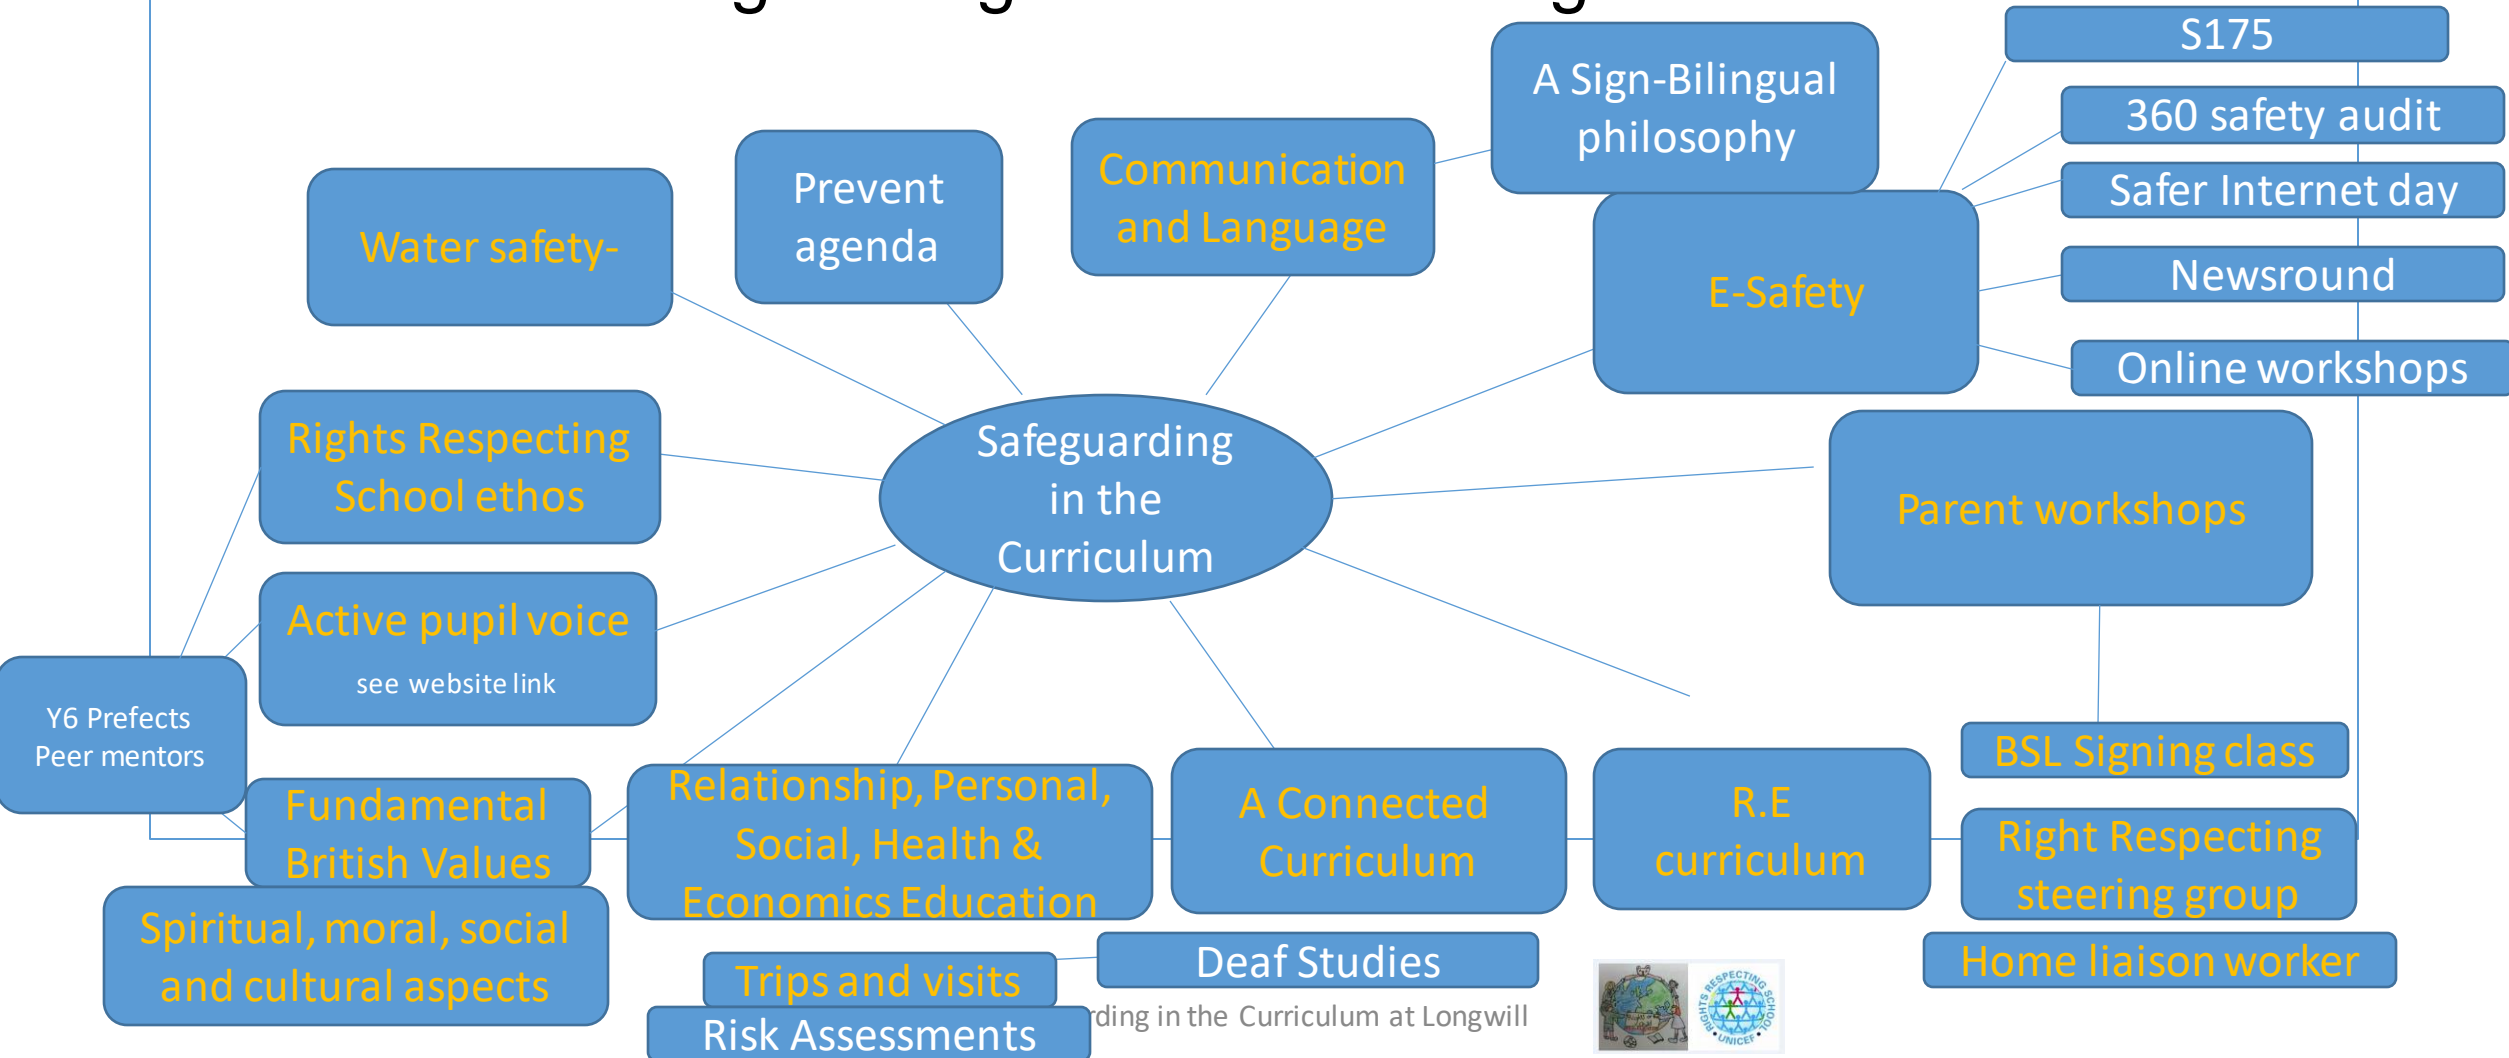 S175
A Sign-Bilingual
philosophy
360 safety audit
Safer Internet day
Newsround
Online workshops
E-Safety
Communication
and Language
Prevent
agenda
Water safety-
Rights Respecting
School ethos
Safeguarding
in the
Curriculum
Parent workshops
Active pupil voice
see website link
Y6 Prefects
Peer mentors
Fundamental
British Values
Relationship, Personal,
Social, Health &
Economics Education
A Connected
Curriculum
R.E
curriculum
BSL Signing class
Right Respecting
steering group
Home liaison worker
Spiritual, moral, social
and cultural aspects
Trips and visits
Deaf Studies
Risk Assessments
rding in the Curriculum at Longwill
RIGHTS RESPECTING SCHOOL
UNICEF